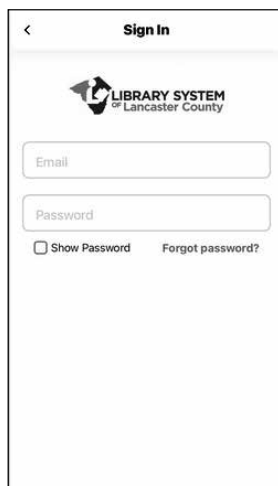 Sign In
LIBRARY SYSTEM
OF Lancaster County
Email
Password
Show Password Forgot password?